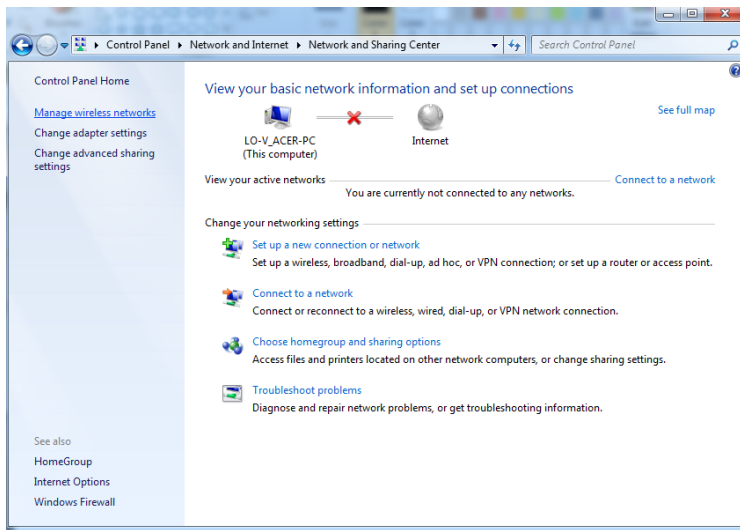 Control Panel Network and Internet Network and Sharing Center Search Control Panel
Control Panel Home
Manage wireless networks
Change adapter settings
Change advanced sharing
settings
View your basic network information and set up connections
See full map
LO-V_ACER-PC
(This computer)
Internet
View your active networks
Connect to a network
You are currently not connected to any networks.
Change your networking settings
Set up a new connection or network
Set up a wireless, broadband, dial-up, ad hoc, or VPN connection; or set up a router or access point.
Connect to a network
Connect or reconnect to a wireless, wired, dial-up, or VPN network connection.
Choose homegroup and sharing options
Access files and printers located on other network computers, or change sharing settings.
Troubleshoot problems
Diagnose and repair network problems, or get troubleshooting information.
See also
HomeGroup
Internet Options
Windows Firewall